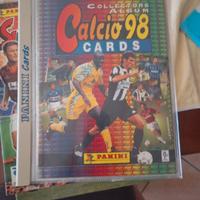 COLLECTORS
ALBUM
Calcio 98
CARDS
PANINI
PANINI Cards